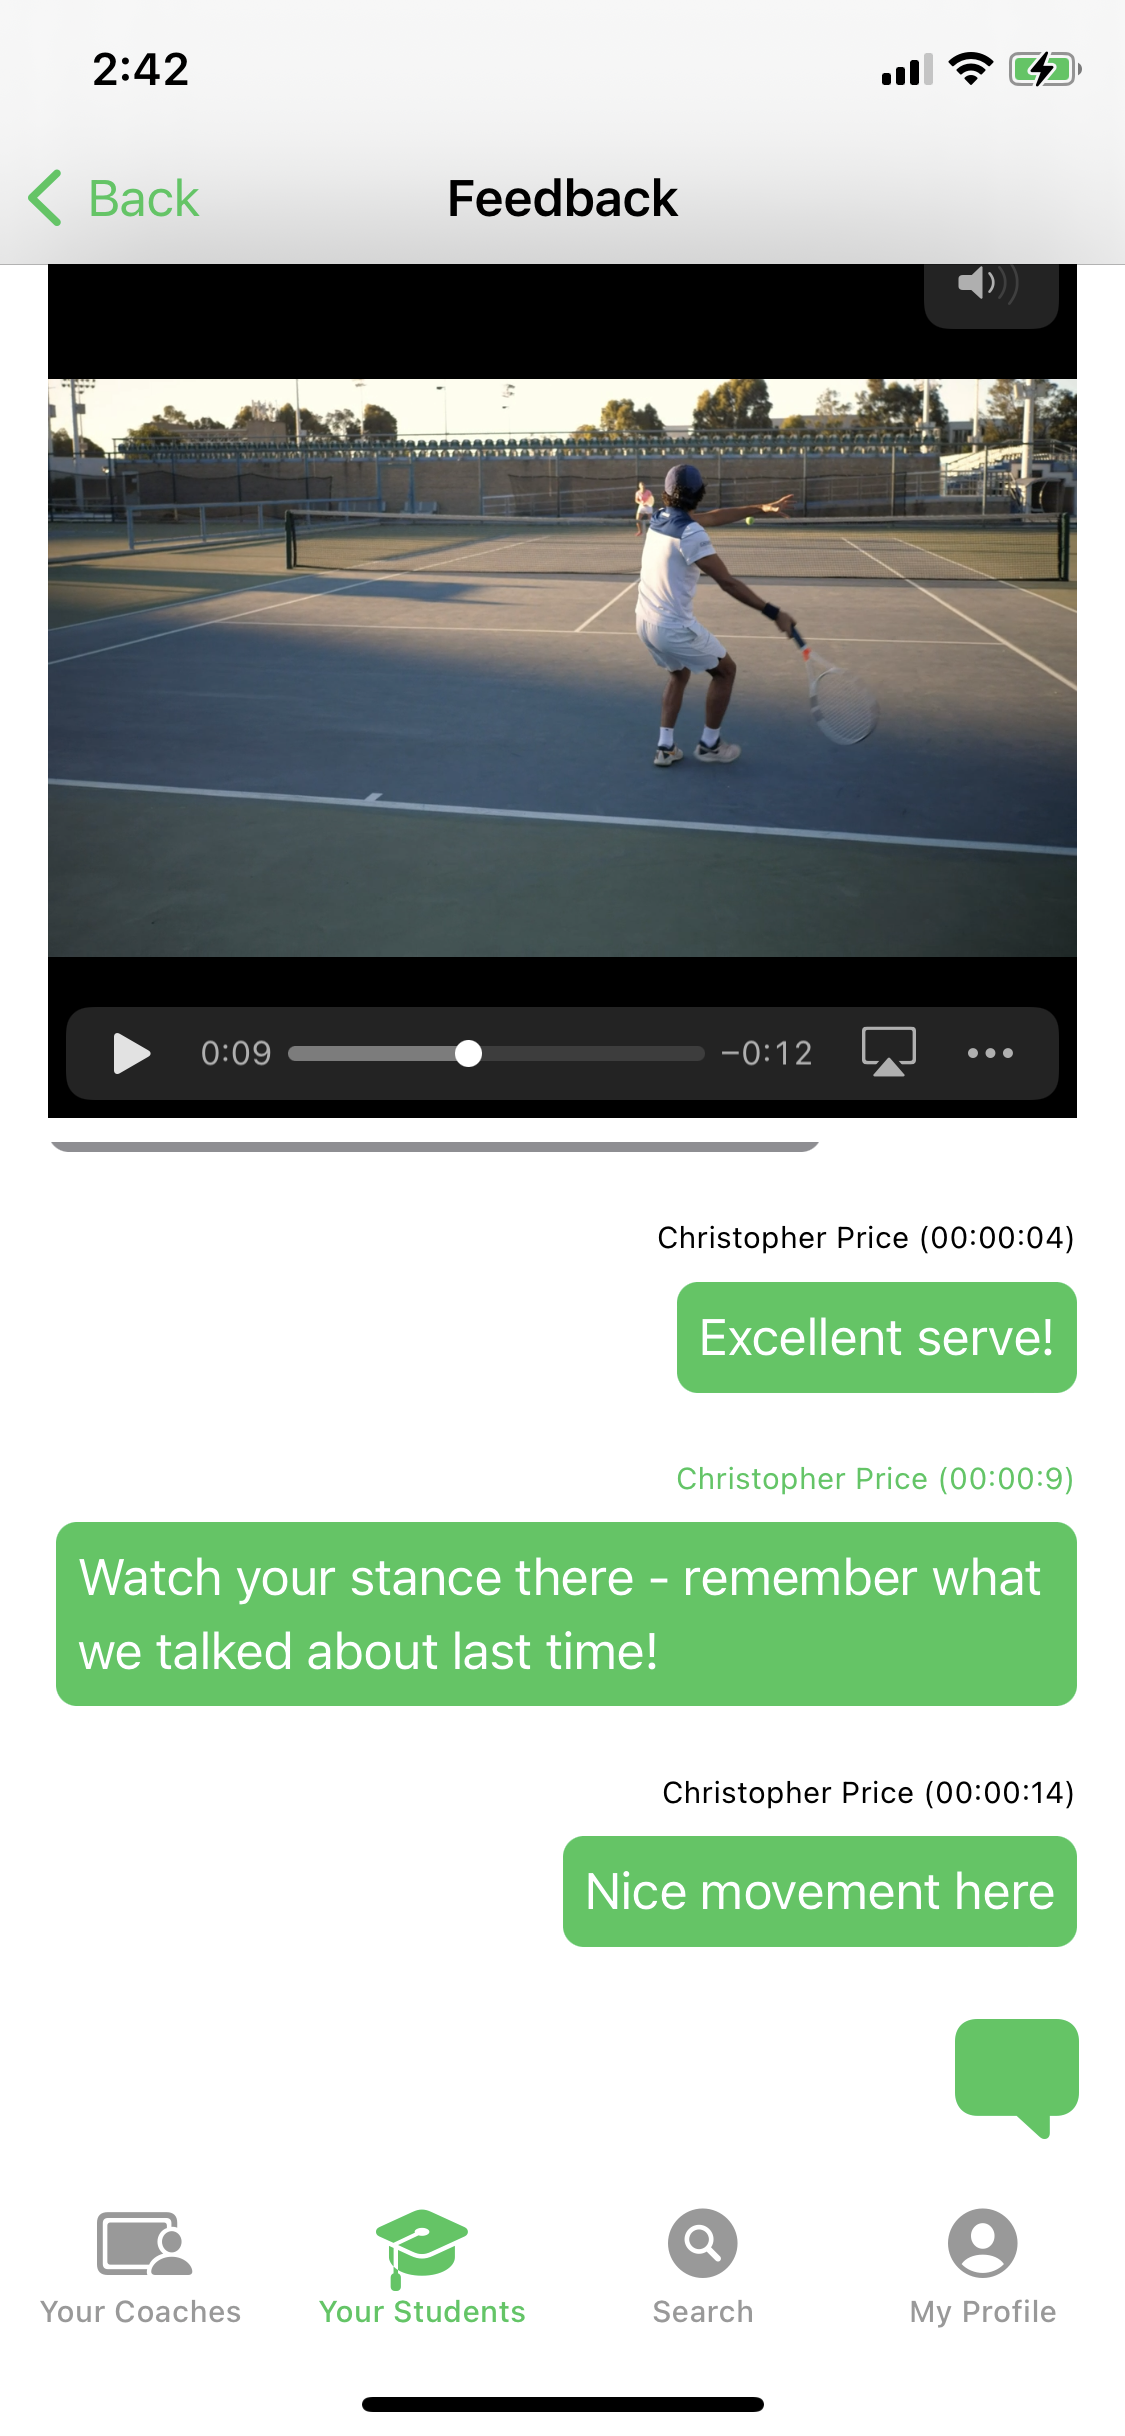 2:42
Back
Feedback
0:09
−0:12
Christopher Price (00:00:04)
Excellent serve!
Christopher Price (00:00:9)
Watch your stance there - remember what
we talked about last time!
Christopher Price (00:00:14)
Nice movement here
Your Coaches
Your Students
Search
My Profile